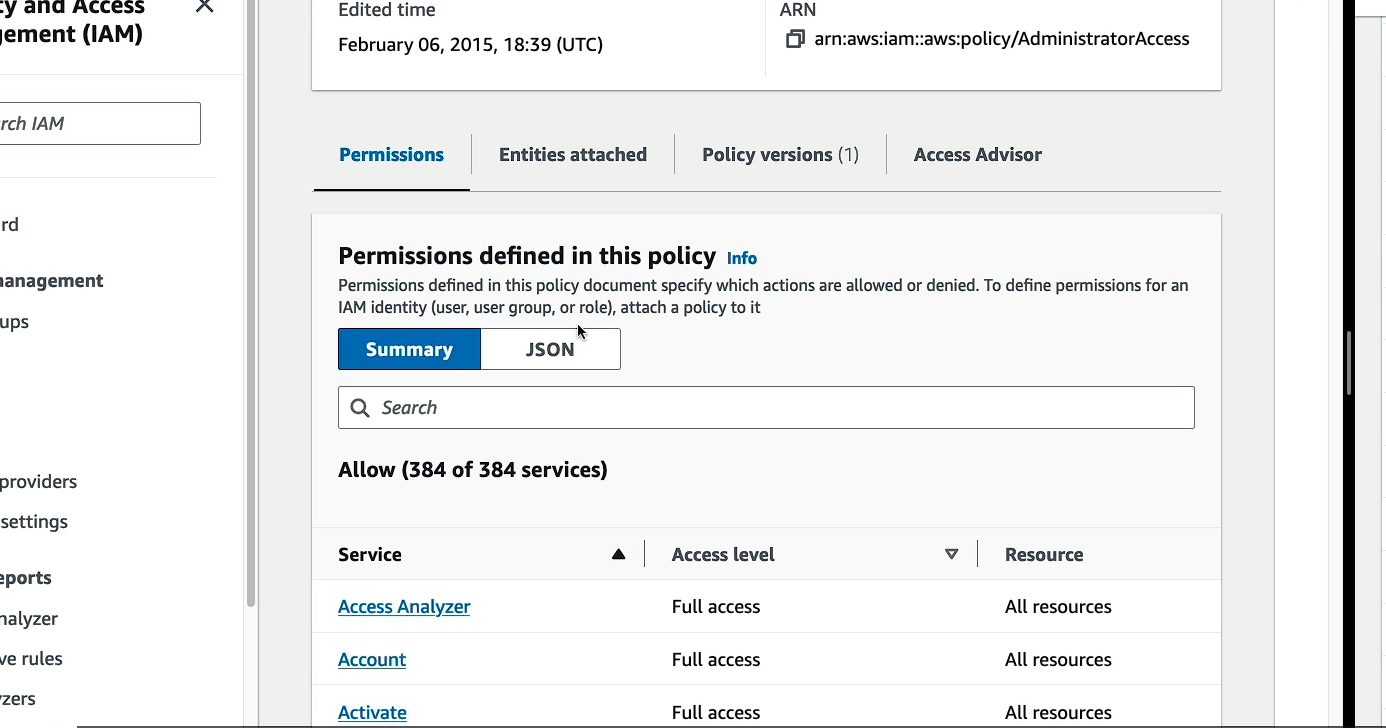 ty and Access
gement (IAM)
rch IAM
rd
nanagement
ups
providers
settings
eports
nalyzer
ve rules
yzers
Edited time
February 06, 2015, 18:39 (UTC)
ARN
arn:aws:iam::aws:policy/AdministratorAccess
Permissions
Entities attached
Policy versions (1)
Access Advisor
Permissions defined in this policy Info
Permissions defined in this policy document specify which actions are allowed or denied. To define permissions for an
IAM identity (user, user group, or role), attach a policy to it
Summary
JSON
Search
Allow (384 of 384 services)
Service
Access level
Resource
Access Analyzer
Full access
All resources
Account
Full access
All resources
Activate
Full access
All resources